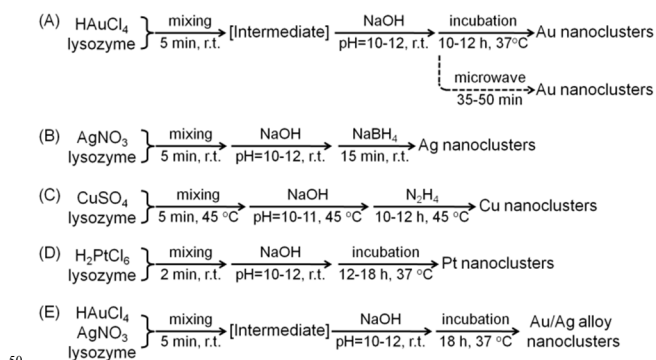 (A) HAuCl4 lysozyme } mixing 5 min, r.t. [Intermediate] NaOH pH=10-12, r.t. incubation 10-12 h, 37°C Au nanoclusters
microwave 35-50 min Au nanoclusters
(B) AgNO3 lysozyme } mixing 5 min, r.t. NaOH pH=10-12, r.t. NaBH4 15 min, r.t. Ag nanoclusters
(C) CuSO4 lysozyme } mixing 5 min, 45 °C NaOH pH=10-11, 45 °C N2H4 10-12 h, 45 °C Cu nanoclusters
(D) H2PtCl6 lysozyme } mixing 2 min, r.t. NaOH pH=10-12, r.t. incubation 12-18 h, 37 °C Pt nanoclusters
(E) HAuCl4 AgNO3 lysozyme } mixing 5 min, r.t. [Intermediate] NaOH pH=10-12, r.t. incubation 18 h, 37 °C Au/Ag alloy nanoclusters